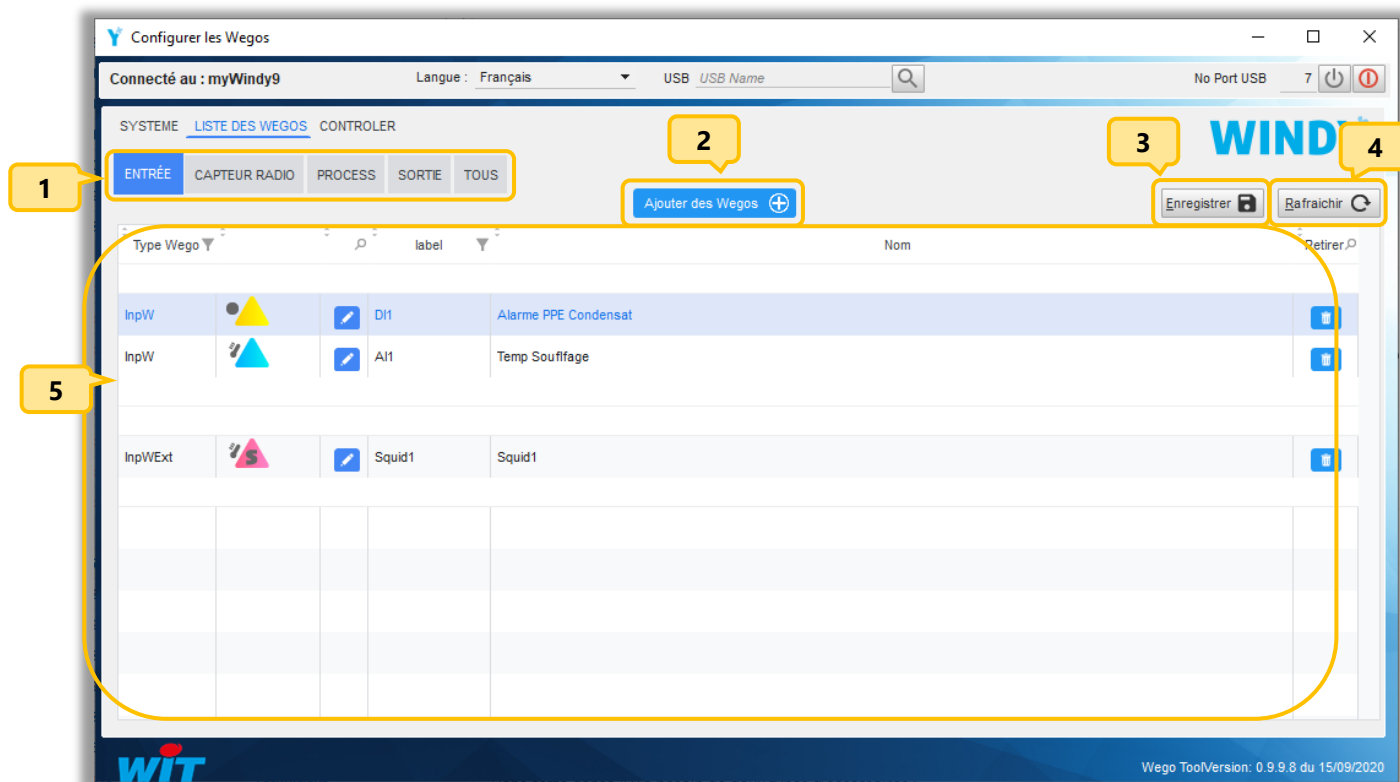 Configurer les Wegos
Connecté au : myWindy9 Langue : Français USB USB Name No Port USB 7
SYSTEME LISTE DES WEGOS CONTROLER
WIND
2
3
4
1
ENTRÉE CAPTEUR RADIO PROCESS SORTIE TOUS
Ajouter des Wegos
Enregistrer
Rafraichir
Type Wego label Nom Retirer
InpW DI1 Alarme PPE Condensat
InpW AI1 Temp Souflfage
5
InpWExt S Squid1 Squid1
WIT
Wego ToolVersion: 0.9.9.8 du 15/09/2020